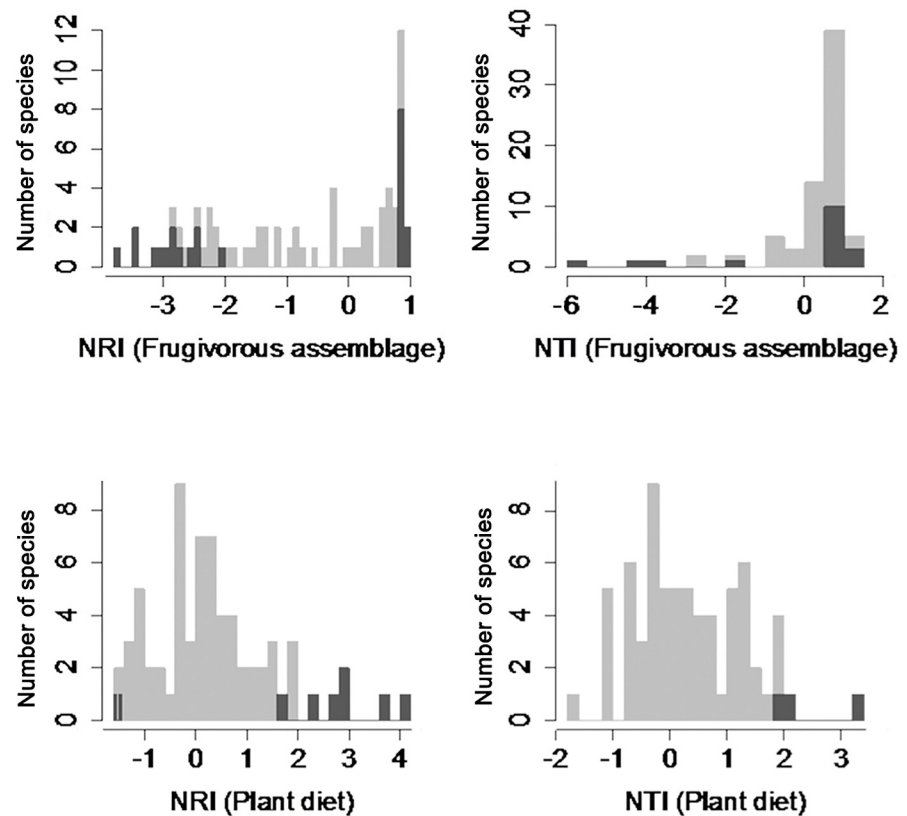 Number of species
0 2 4 6 8 10 12
-3 -2 -1 0 1
NRI (Frugivorous assemblage)
Number of species
0 10 20 30 40
-6 -4 -2 0 2
NTI (Frugivorous assemblage)
Number of species
0 2 4 6 8
-1 0 1 2 3 4
NRI (Plant diet)
Number of species
0 2 4 6 8
-2 -1 0 1 2 3
NTI (Plant diet)